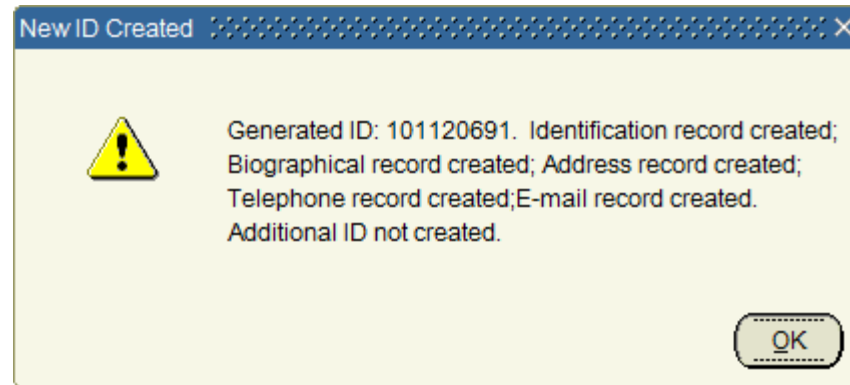 New ID Created
Generated ID: 101120691.  Identification record created;
Biographical record created; Address record created;
Telephone record created;E-mail record created.
Additional ID not created.
OK